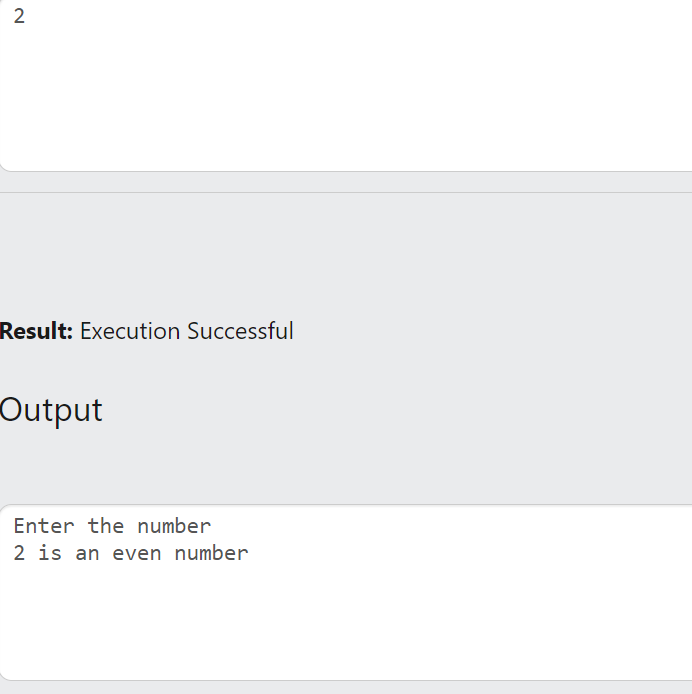 2
Result: Execution Successful
Output
Enter the number
2 is an even number